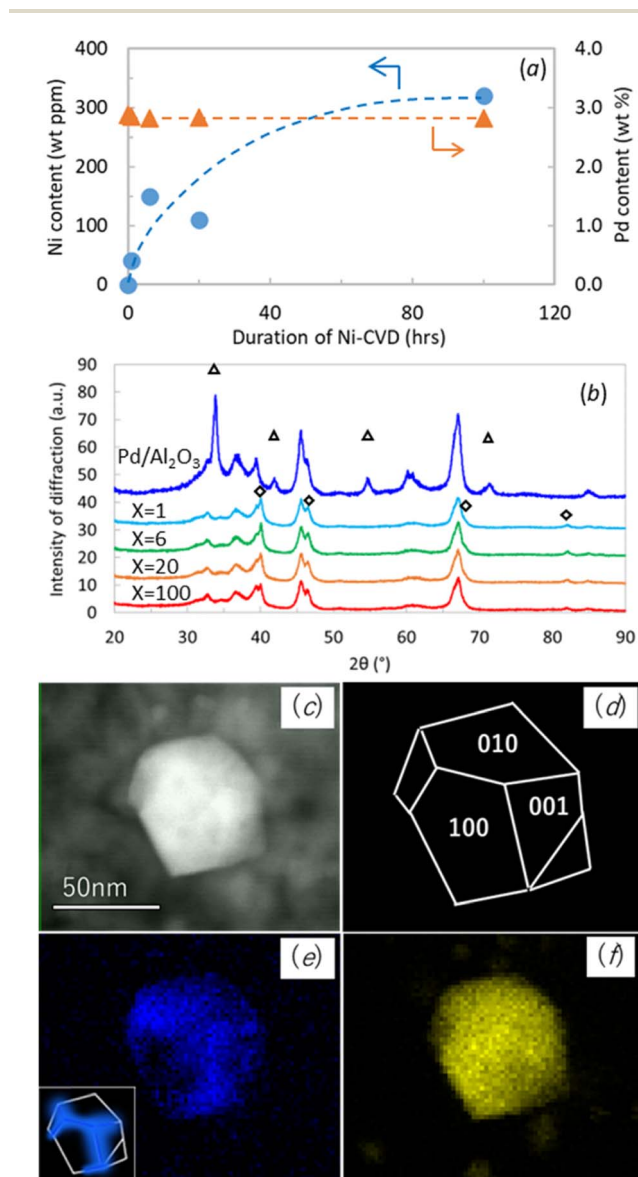 (a)
400
300
200
100
0
Ni content (wt ppm)
4.0
3.0
2.0
1.0
0.0
Pd content (wt %)
0 40 80 120
Duration of Ni-CVD (hrs)
(b)
90
80
70
60
50
40
30
20
10
0
Intensity of diffraction (a.u.)
Pd/Al₂O₃
X=1
X=6
X=20
X=100
20 30 40 50 60 70 80 90
2θ (°)
(c)
50nm
(d)
010
100
001
(e)
(f)